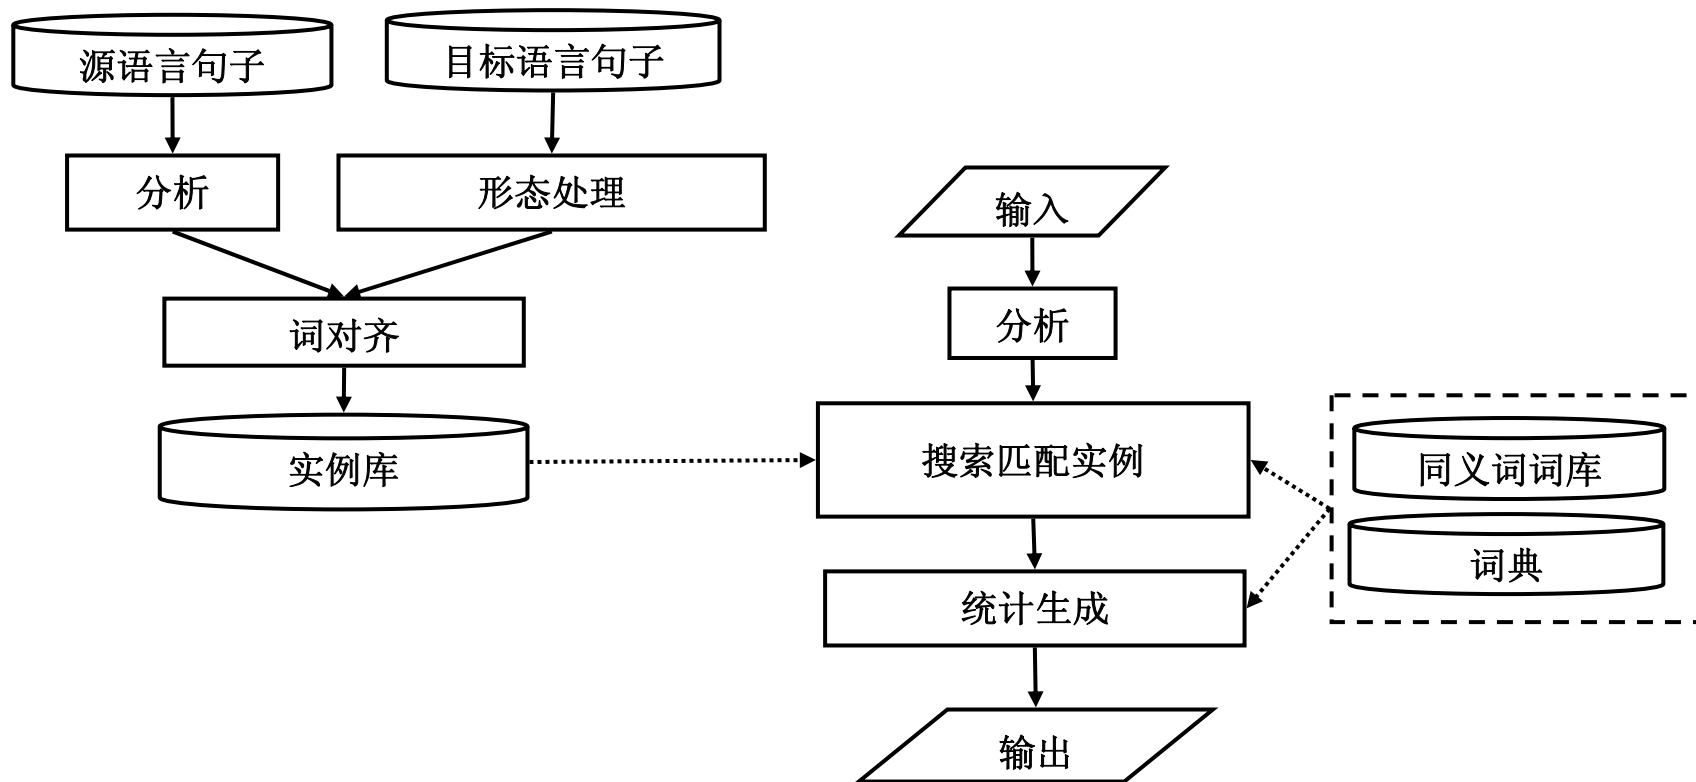 源语言句子
目标语言句子
分析
形态处理
词对齐
实例库
输入
分析
搜索匹配实例
统计生成
输出
同义词词库
词典